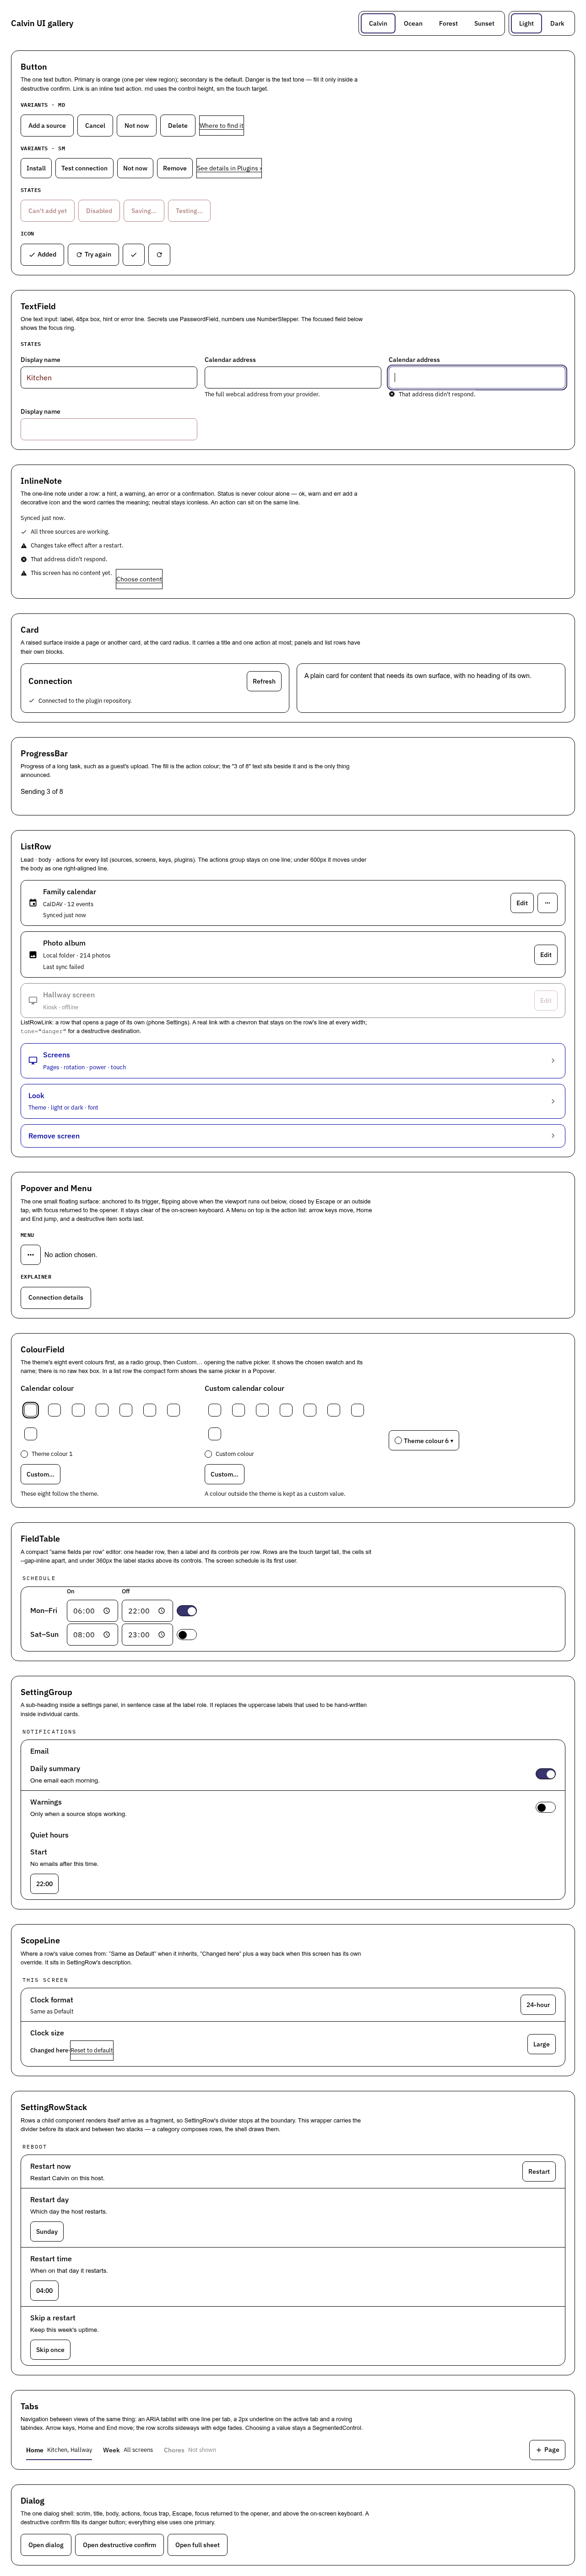 Calvin UI gallery
Calvin Ocean Forest Sunset Light Dark
Button
The one text button. Primary is orange (one per view region); secondary is the default. Danger is the text tone — fill it only inside a
destructive confirm. Link is an inline text action. md uses the control height, sm the touch target.
VARIANTS · MD
Add a source Cancel Not now Delete Where to find it
VARIANTS · SM
Install Test connection Not now Remove See details in Plugins ›
STATES
Can't add yet Disabled Saving… Testing…
ICON
Added Try again
TextField
One text input: label, 48px box, hint or error line. Secrets use PasswordField, numbers use NumberStepper. The focused field below
shows the focus ring.
STATES
Display name Calendar address Calendar address
Kitchen
The full webcal address from your provider. That address didn't respond.
Display name
InlineNote
The one-line note under a row: a hint, a warning, an error or a confirmation. Status is never colour alone — ok, warn and err add a
decorative icon and the word carries the meaning; neutral stays iconless. An action can sit on the same line.
Synced just now.
All three sources are working.
Changes take effect after a restart.
That address didn't respond.
This screen has no content yet. Choose content
Card
A raised surface inside a page or another card, at the card radius. It carries a title and one action at most; panels and list rows have
their own blocks.
Connection Refresh
Connected to the plugin repository.
A plain card for content that needs its own surface, with no heading of its own.
ProgressBar
Progress of a long task, such as a guest's upload. The fill is the action colour; the "3 of 8" text sits beside it and is the only thing
announced.
Sending 3 of 8
ListRow
Lead · body · actions for every list (sources, screens, keys, plugins). The actions group stays on one line; under 600px it moves under
the body as one right-aligned line.
Family calendar
CalDAV · 12 events
Synced just now
Edit ···
Photo album
Local folder · 214 photos
Last sync failed
Edit
Hallway screen
Kiosk · offline
Edit
ListRowLink: a row that opens a page of its own (phone Settings). A real link with a chevron that stays on the row's line at every width;
tone="danger" for a destructive destination.
Screens
Pages · rotation · power · touch
Look
Theme · light or dark · font
Remove screen
Popover and Menu
The one small floating surface: anchored to its trigger, flipping above when the viewport runs out below, closed by Escape or an outside
tap, with focus returned to the opener. It stays clear of the on-screen keyboard. A Menu on top is the action list: arrow keys move, Home
and End jump, and a destructive item sorts last.
MENU
··· No action chosen.
EXPLAINER
Connection details
ColourField
The theme's eight event colours first, as a radio group, then Custom… opening the native picker. It shows the chosen swatch and its
name; there is no raw hex box. In a list row the compact form shows the same picker in a Popover.
Calendar colour Custom calendar colour
Theme colour 6 ▾
Theme colour 1 Custom colour
Custom… Custom…
These eight follow the theme. A colour outside the theme is kept as a custom value.
FieldTable
A compact "same fields per row" editor: one header row, then a label and its controls per row. Rows are the touch target tall, the cells sit
--gap-inline apart, and under 360px the label stacks above its controls. The screen schedule is its first user.
SCHEDULE
On Off
Mon–Fri 06:00 22:00
Sat–Sun 08:00 23:00
SettingGroup
A sub-heading inside a settings panel, in sentence case at the label role. It replaces the uppercase labels that used to be hand-written
inside individual cards.
NOTIFICATIONS
Email
Daily summary
One email each morning.
Warnings
Only when a source stops working.
Quiet hours
Start
No emails after this time.
22:00
ScopeLine
Where a row's value comes from: "Same as Default" when it inherits, "Changed here" plus a way back when this screen has its own
override. It sits in SettingRow's description.
THIS SCREEN
Clock format
Same as Default
24-hour
Clock size
Changed here · Reset to default
Large
SettingRowStack
Rows a child component renders itself arrive as a fragment, so SettingRow's divider stops at the boundary. This wrapper carries the
divider before its stack and between two stacks — a category composes rows, the shell draws them.
REBOOT
Restart now
Restart Calvin on this host.
Restart
Restart day
Which day the host restarts.
Sunday
Restart time
When on that day it restarts.
04:00
Skip a restart
Keep this week's uptime.
Skip once
Tabs
Navigation between views of the same thing: an ARIA tablist with one line per tab, a 2px underline on the active tab and a roving
tabindex. Arrow keys, Home and End move; the row scrolls sideways with edge fades. Choosing a value stays a SegmentedControl.
Home Kitchen, Hallway Week All screens Chores Not shown + Page
Dialog
The one dialog shell: scrim, title, body, actions, focus trap, Escape, focus returned to the opener, and above the on-screen keyboard. A
destructive confirm fills its danger button; everything else uses one primary.
Open dialog Open destructive confirm Open full sheet